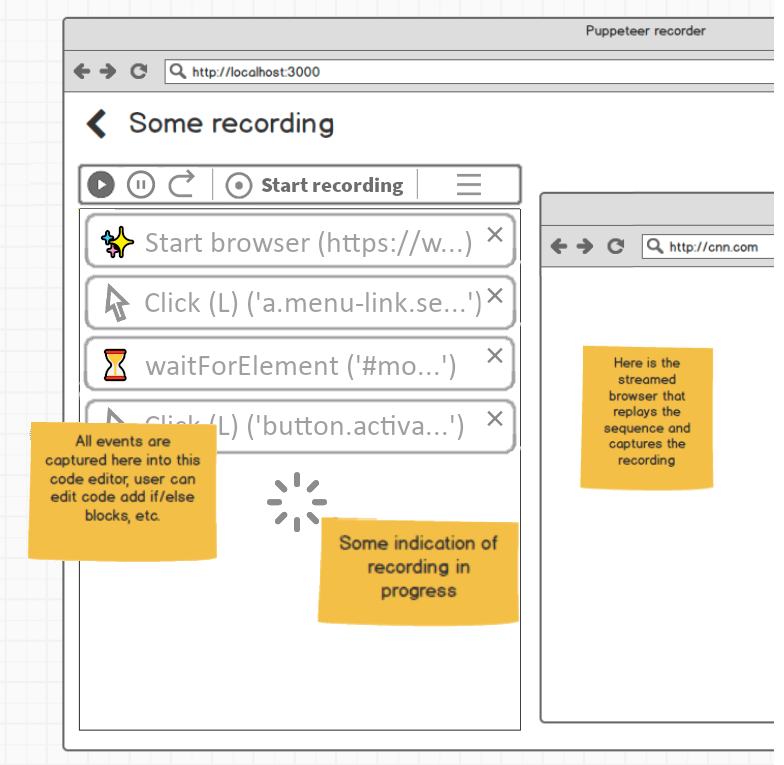 Puppeteer recorder
http://localhost:3000
Some recording
Start recording
Start browser (https://w...)
Click (L) ('a.menu-link.se...')
waitForElement ('#mo...')
Click (L) ('button.activa...')
All events are
captured here into this
code editor, user can
edit code add if/else
blocks, etc.
Some indication of
recording in
progress
http://cnn.com
Here is the
streamed
browser that
replays the
sequence and
captures the
recording